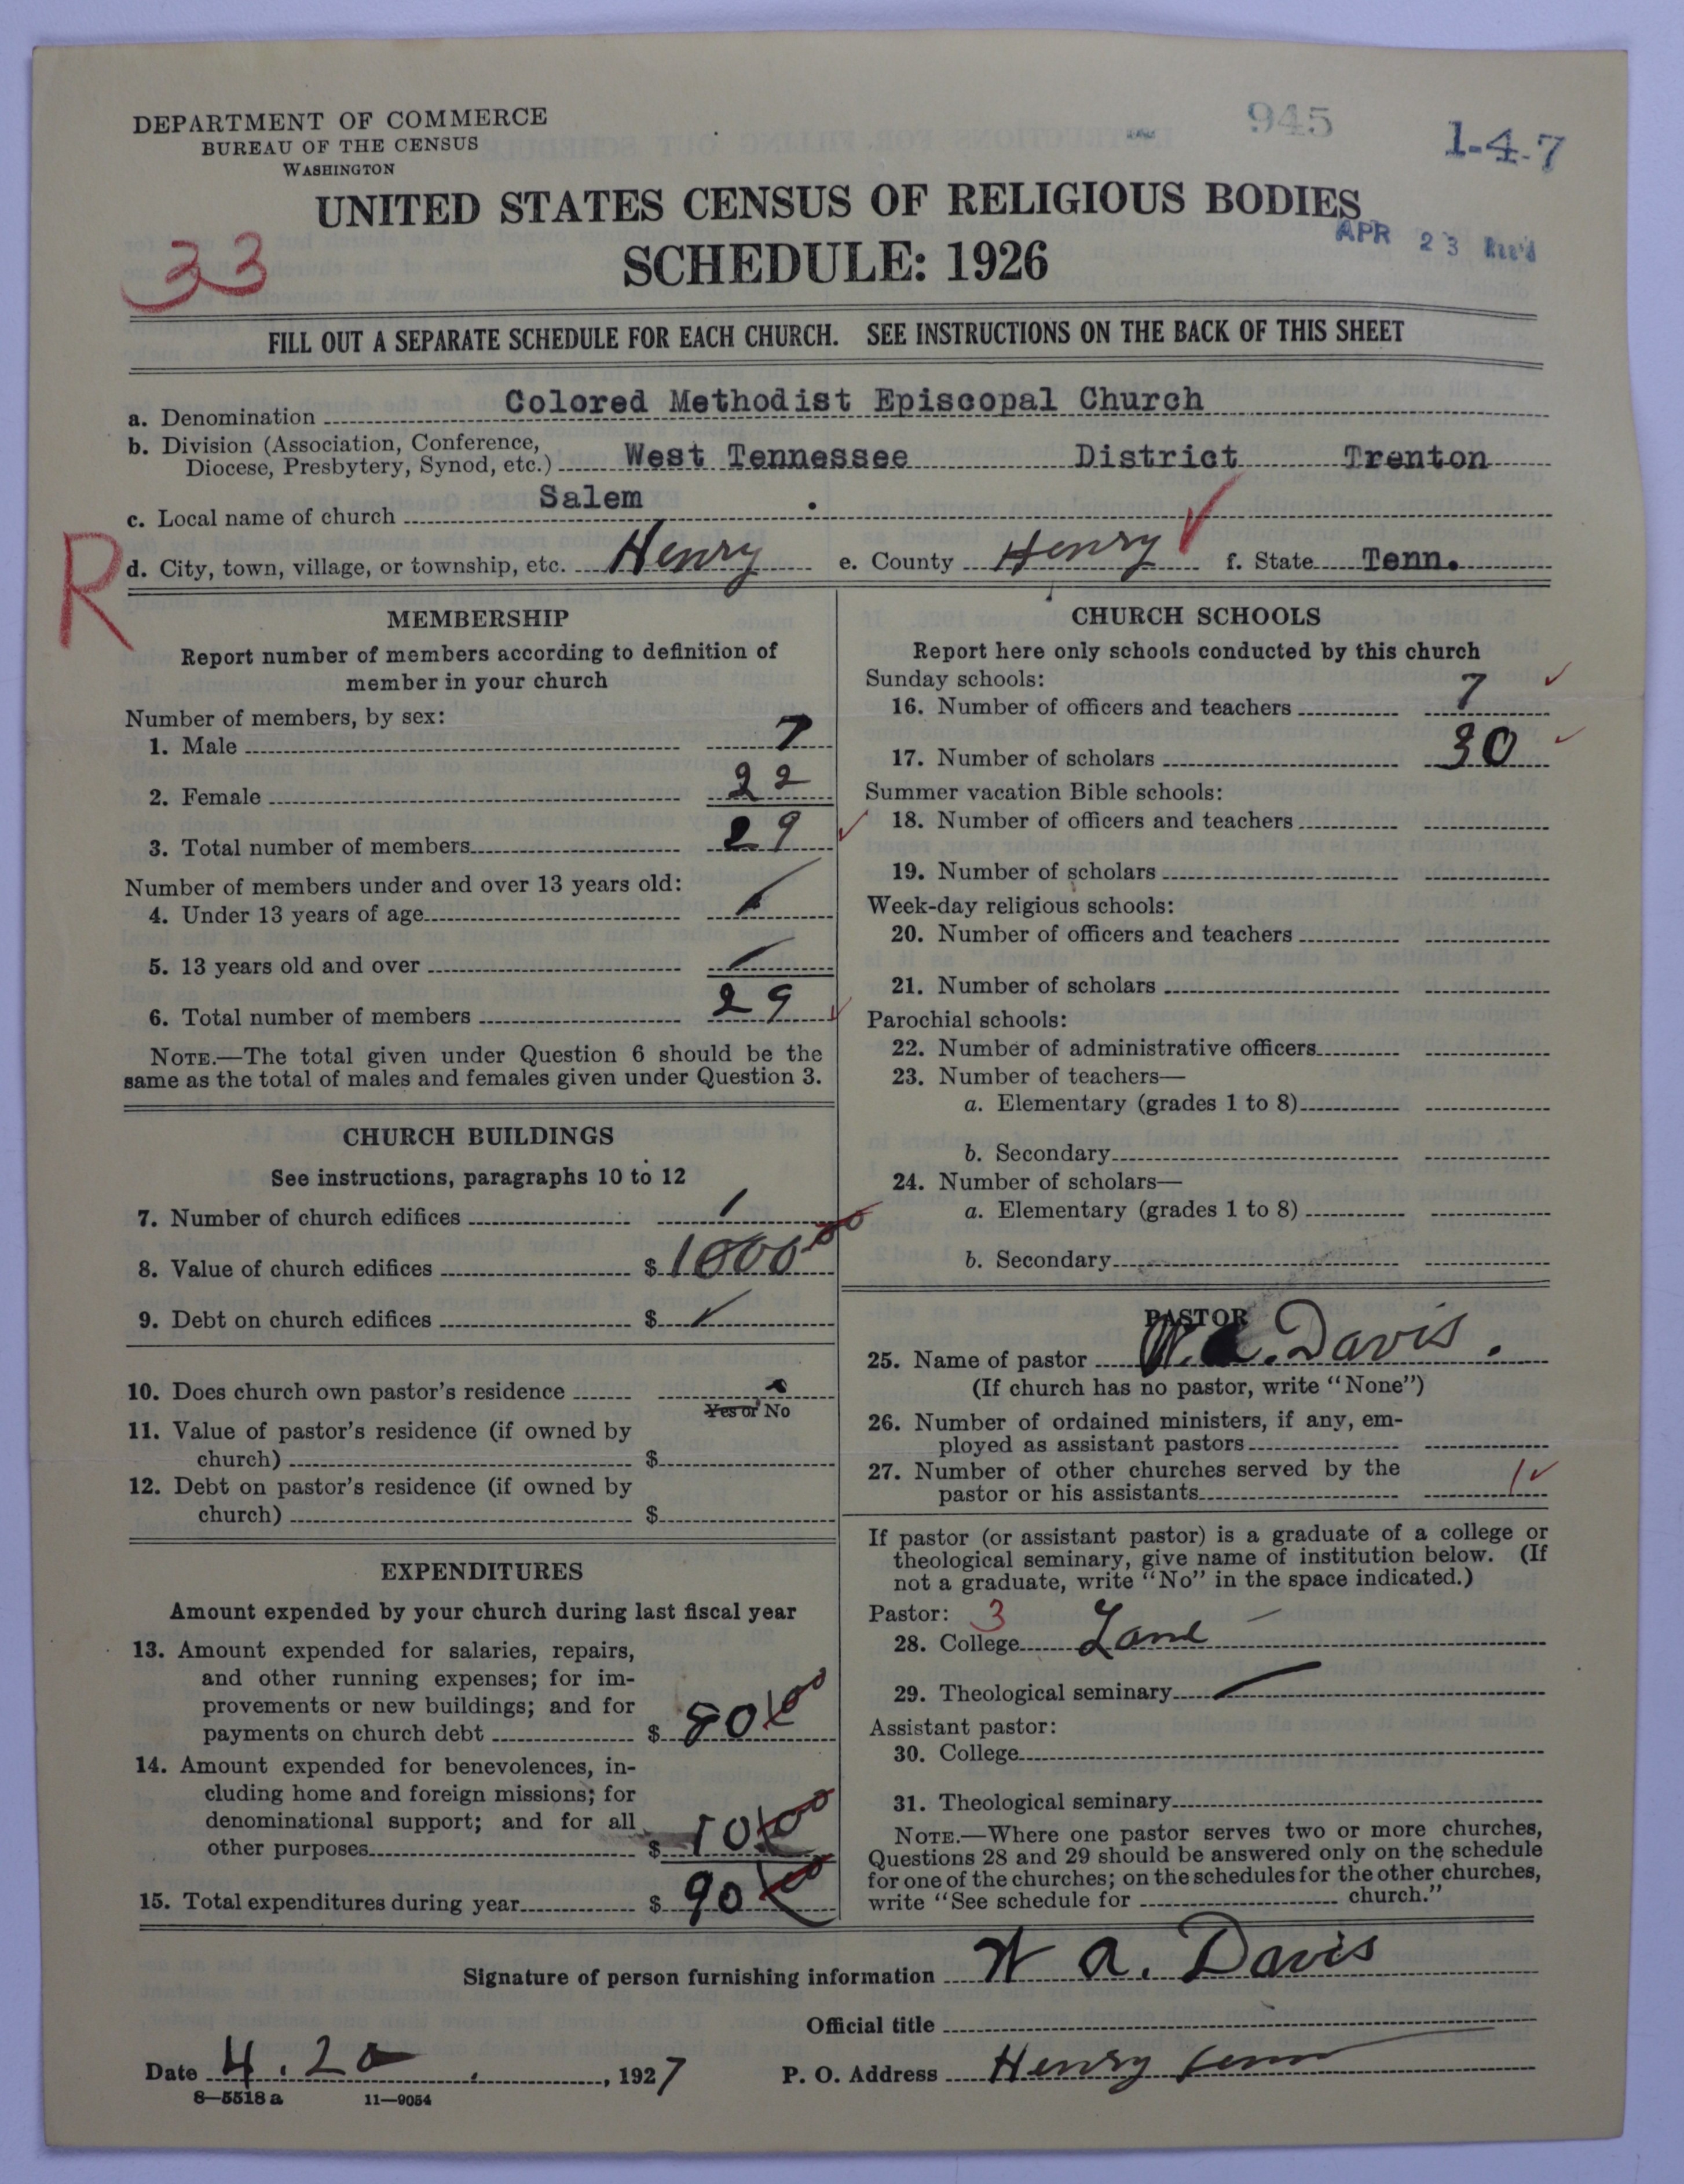 DEPARTMENT OF COMMERCE
BUREAU OF THE CENSUS
WASHINGTON
945
1-4-7
UNITED STATES CENSUS OF RELIGIOUS BODIES
SCHEDULE: 1926
APR 23 Rec'd
33
FILL OUT A SEPARATE SCHEDULE FOR EACH CHURCH. SEE INSTRUCTIONS ON THE BACK OF THIS SHEET
a. Denomination Colored Methodist Episcopal Church
b. Division (Association, Conference,
Diocese, Presbytery, Synod, etc.) West Tennessee District Trenton
c. Local name of church Salem
R
d. City, town, village, or township, etc. Henry e. County Henry f. State Tenn.
MEMBERSHIP
Report number of members according to definition of
member in your church
Number of members, by sex:
1. Male 7
2. Female 22
3. Total number of members 29
Number of members under and over 13 years old:
4. Under 13 years of age
5. 13 years old and over
6. Total number of members 29
NOTE.—The total given under Question 6 should be the
same as the total of males and females given under Question 3.
CHURCH BUILDINGS
See instructions, paragraphs 10 to 12
7. Number of church edifices 1
8. Value of church edifices $ 1000 00
9. Debt on church edifices $
10. Does church own pastor's residence
Yes or No
11. Value of pastor's residence (if owned by
church) $
12. Debt on pastor's residence (if owned by
church) $
EXPENDITURES
Amount expended by your church during last fiscal year
13. Amount expended for salaries, repairs,
and other running expenses; for im-
provements or new buildings; and for
payments on church debt $ 80 00
14. Amount expended for benevolences, in-
cluding home and foreign missions; for
denominational support; and for all
other purposes $ 10 00
15. Total expenditures during year $ 90 00
CHURCH SCHOOLS
Report here only schools conducted by this church
Sunday schools:
16. Number of officers and teachers 7
17. Number of scholars 30
Summer vacation Bible schools:
18. Number of officers and teachers
19. Number of scholars
Week-day religious schools:
20. Number of officers and teachers
21. Number of scholars
Parochial schools:
22. Number of administrative officers
23. Number of teachers—
a. Elementary (grades 1 to 8)
b. Secondary
24. Number of scholars—
a. Elementary (grades 1 to 8)
b. Secondary
PASTOR
25. Name of pastor W. A. Davis.
(If church has no pastor, write "None")
26. Number of ordained ministers, if any, em-
ployed as assistant pastors
27. Number of other churches served by the
pastor or his assistants 1
If pastor (or assistant pastor) is a graduate of a college or
theological seminary, give name of institution below. (If
not a graduate, write "No" in the space indicated.)
Pastor: 3
28. College Lane
29. Theological seminary
Assistant pastor:
30. College
31. Theological seminary
NOTE.—Where one pastor serves two or more churches,
Questions 28 and 29 should be answered only on the schedule
for one of the churches; on the schedules for the other churches,
write "See schedule for church."
Signature of person furnishing information W A. Davis
Official title
Date 4.20, 1927 P. O. Address Henry Tenn
8—5518 a 11—9054